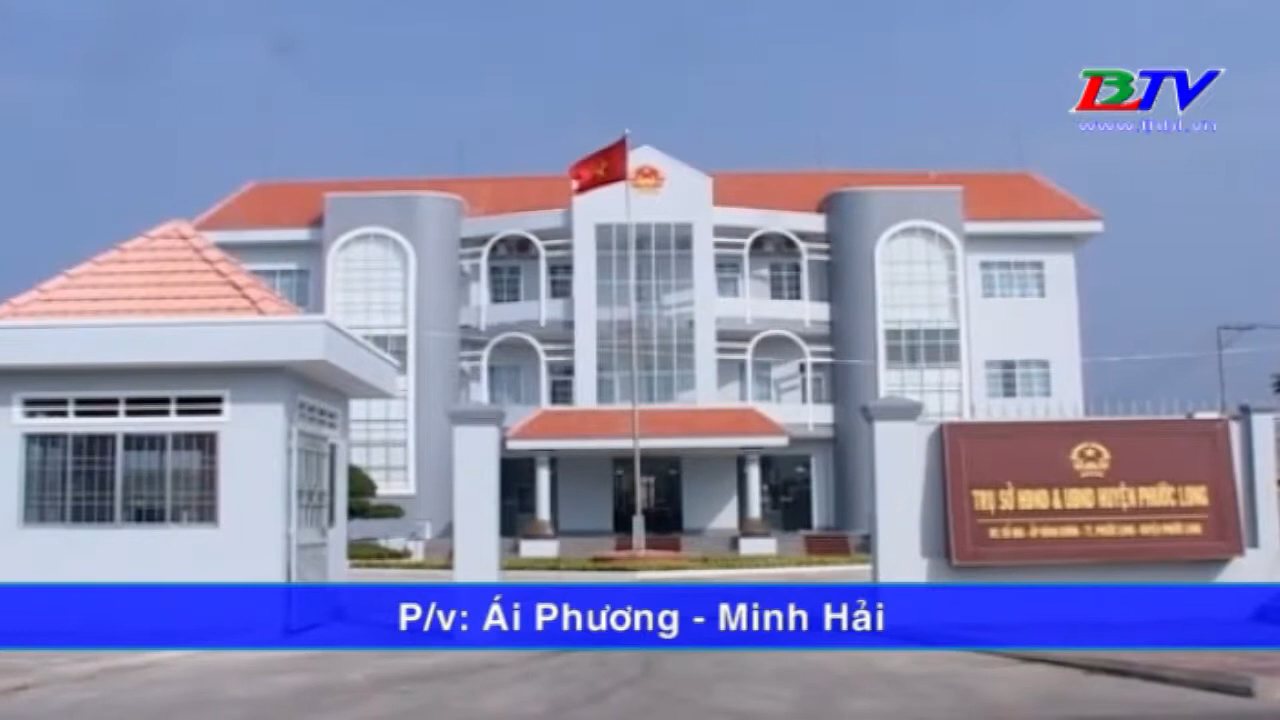 BTV
TRỤ SỞ HĐND & UBND HUYỆN PHƯỚC LONG
P/v: Ái Phương - Minh Hải